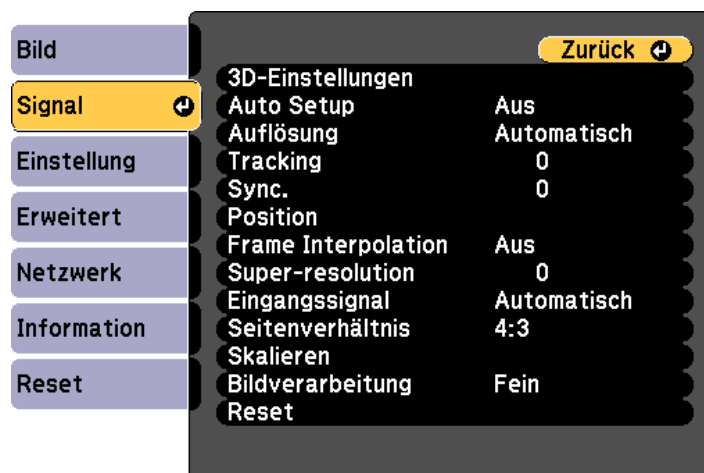 Bild
Signal
Einstellung
Erweitert
Netzwerk
Information
Reset
Zurück
3D-Einstellungen
Auto Setup Aus
Auflösung Automatisch
Tracking 0
Sync. 0
Position
Frame Interpolation Aus
Super-resolution 0
Eingangssignal Automatisch
Seitenverhältnis 4:3
Skalieren
Bildverarbeitung Fein
Reset